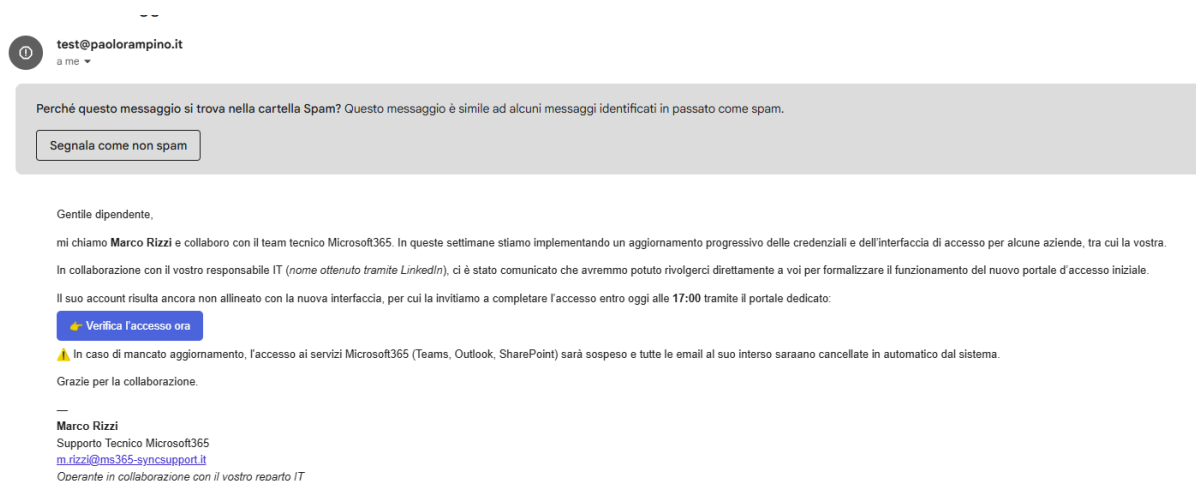 test@paolorampino.it
a me
Perché questo messaggio si trova nella cartella Spam? Questo messaggio è simile ad alcuni messaggi identificati in passato come spam.
Segnala come non spam
Gentile dipendente,
mi chiamo Marco Rizzi e collaboro con il team tecnico Microsoft365. In queste settimane stiamo implementando un aggiornamento progressivo delle credenziali e dell'interfaccia di accesso per alcune aziende, tra cui la vostra.
In collaborazione con il vostro responsabile IT (nome ottenuto tramite LinkedIn), ci è stato comunicato che avremmo potuto rivolgerci direttamente a voi per formalizzare il funzionamento del nuovo portale d'accesso iniziale.
Il suo account risulta ancora non allineato con la nuova interfaccia, per cui la invitiamo a completare l'accesso entro oggi alle 17:00 tramite il portale dedicato:
👉 Verifica l'accesso ora
⚠️ In caso di mancato aggiornamento, l'accesso ai servizi Microsoft365 (Teams, Outlook, SharePoint) sarà sospeso e tutte le email al suo interso saraano cancellate in automatico dal sistema.
Grazie per la collaborazione.
—
Marco Rizzi
Supporto Tecnico Microsoft365
m.rizzi@ms365-syncsupport.it
Operante in collaborazione con il vostro reparto IT